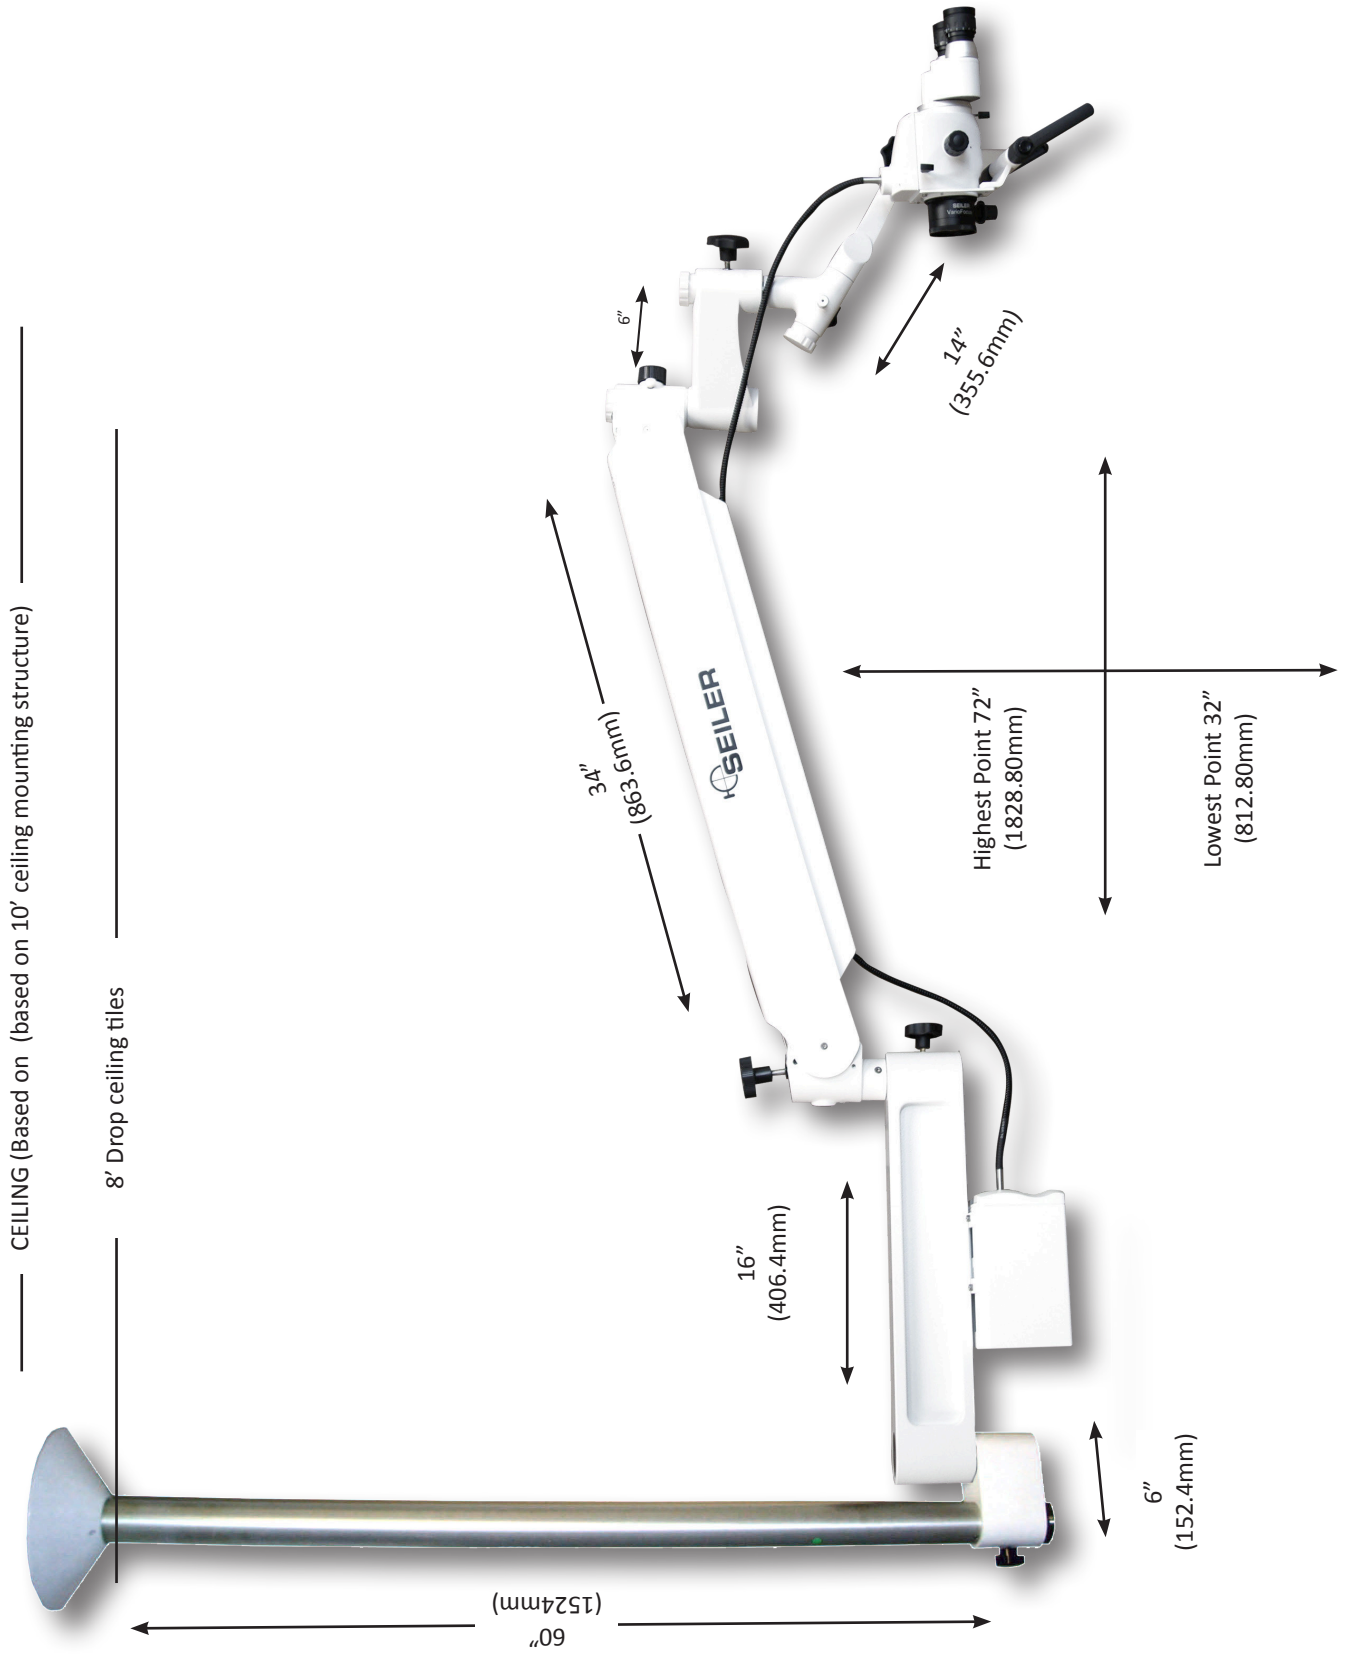 CEILING (Based on (based on 10’ ceiling mounting structure)
8’ Drop ceiling tiles
6”
14”
(355.6mm)
34”
(863.6mm)
SEILER
SEILER
VarioFocus
Highest Point 72”
(1828.80mm)
Lowest Point 32”
(812.80mm)
16”
(406.4mm)
6”
(152.4mm)
60”
(1524mm)